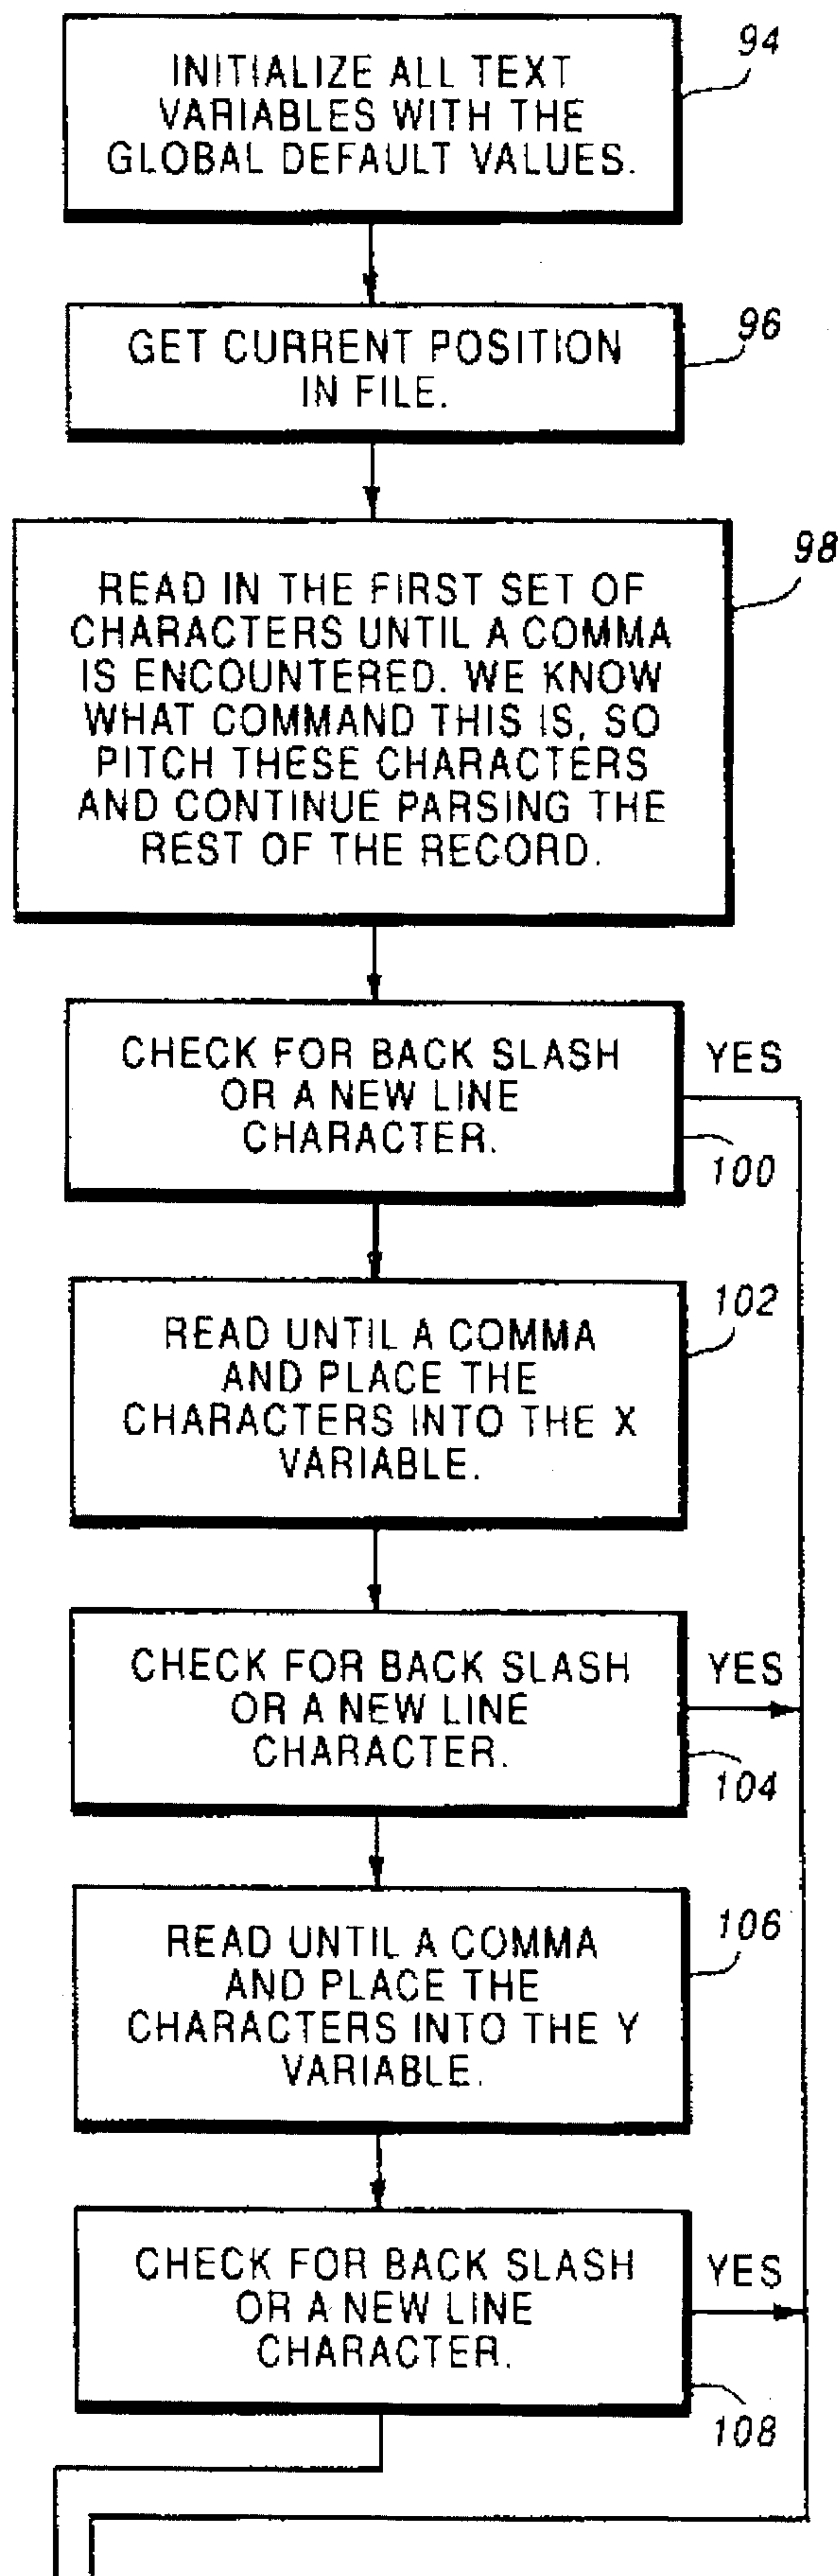 94
INITIALIZE ALL TEXT
VARIABLES WITH THE
GLOBAL DEFAULT VALUES.
96
GET CURRENT POSITION
IN FILE.
98
READ IN THE FIRST SET OF
CHARACTERS UNTIL A COMMA
IS ENCOUNTERED. WE KNOW
WHAT COMMAND THIS IS, SO
PITCH THESE CHARACTERS
AND CONTINUE PARSING THE
REST OF THE RECORD.
CHECK FOR BACK SLASH
OR A NEW LINE
CHARACTER.
YES
100
102
READ UNTIL A COMMA
AND PLACE THE
CHARACTERS INTO THE X
VARIABLE.
CHECK FOR BACK SLASH
OR A NEW LINE
CHARACTER.
YES
104
106
READ UNTIL A COMMA
AND PLACE THE
CHARACTERS INTO THE Y
VARIABLE.
CHECK FOR BACK SLASH
OR A NEW LINE
CHARACTER.
YES
108